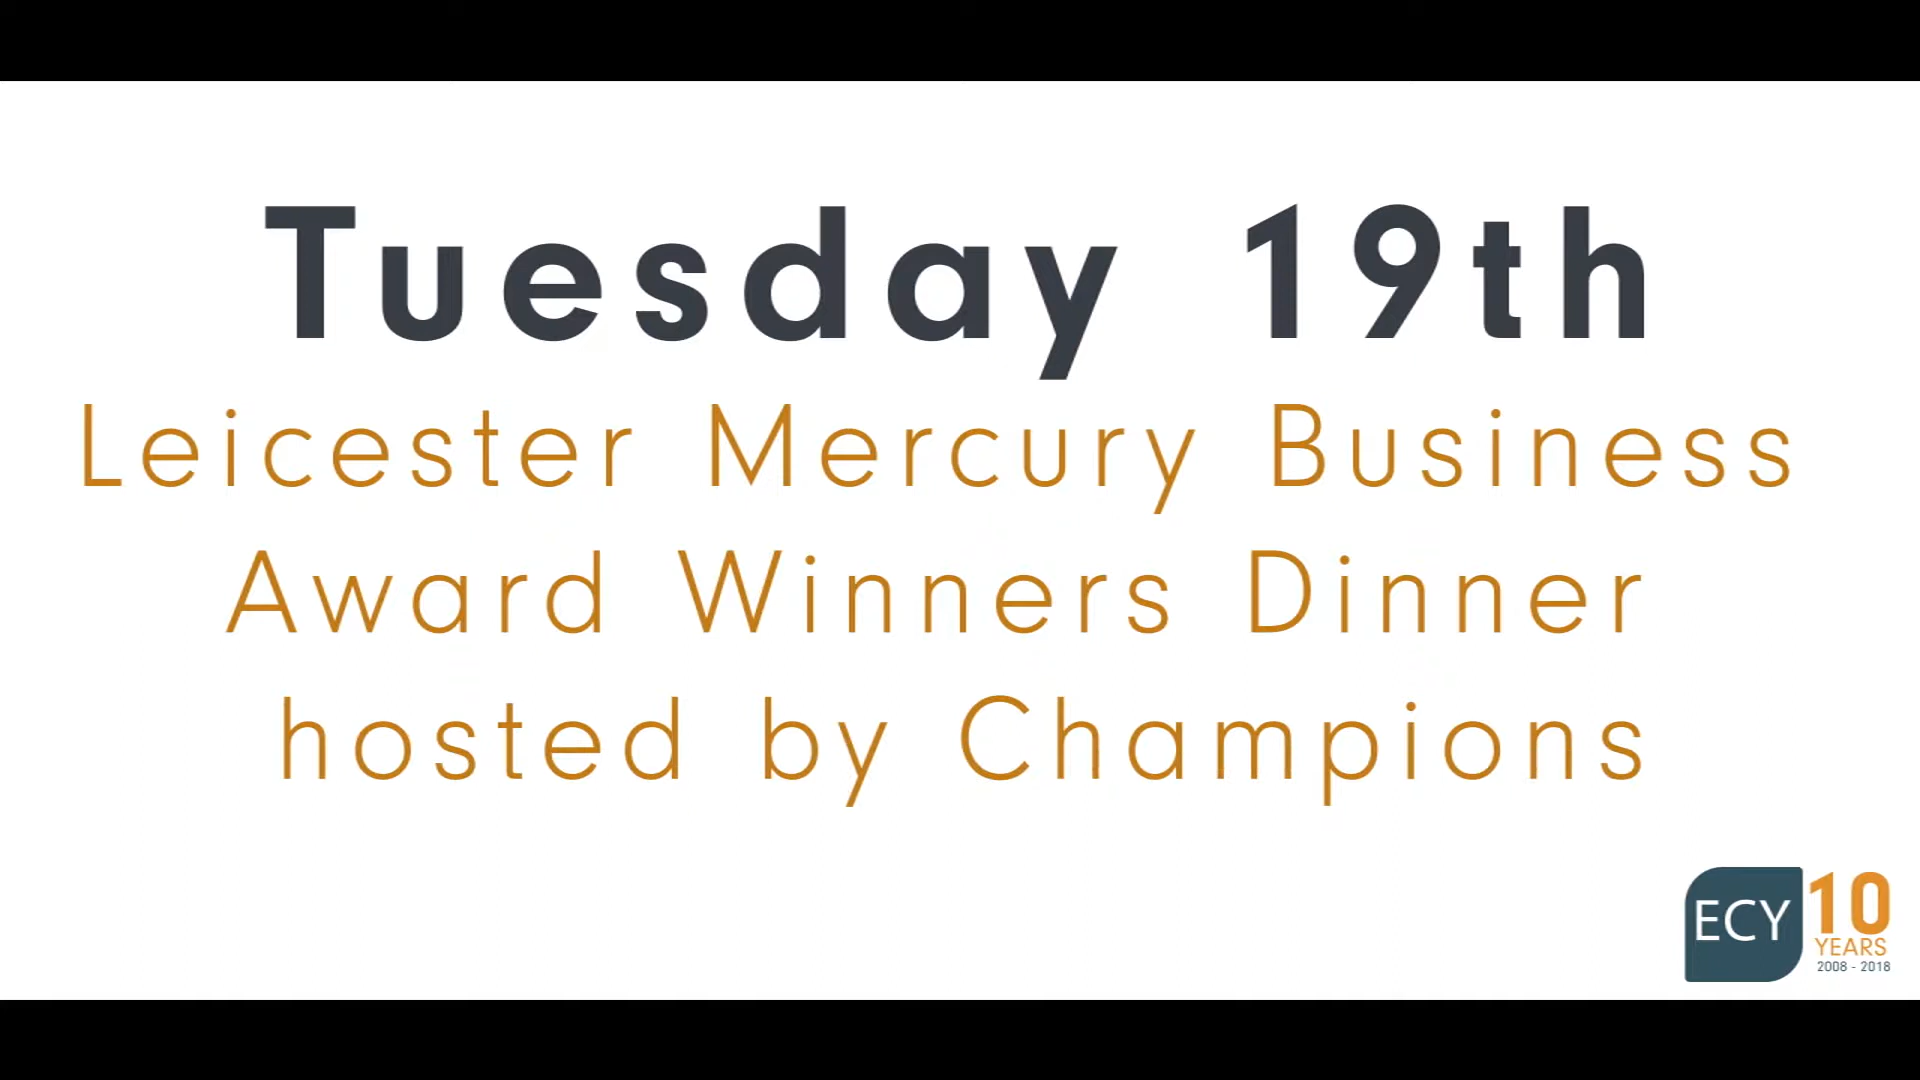 Tuesday 19th
Leicester Mercury Business
Award Winners Dinner
hosted by Champions
ECY 10
YEARS
2008 - 2018